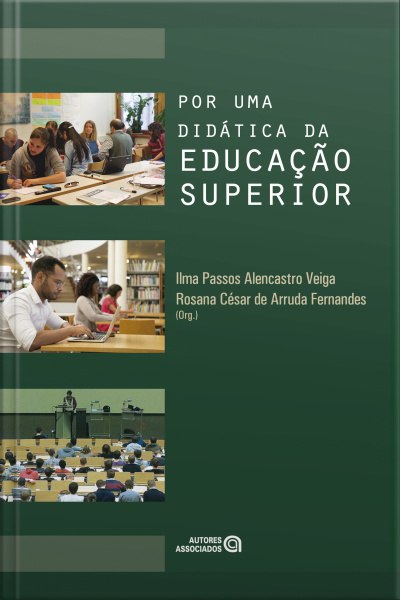 POR UMA
DIDÁTICA DA
EDUCAÇÃO
SUPERIOR
Ilma Passos Alencastro Veiga
Rosana César de Arruda Fernandes
(Org.)
AUTORES
ASSOCIADOS